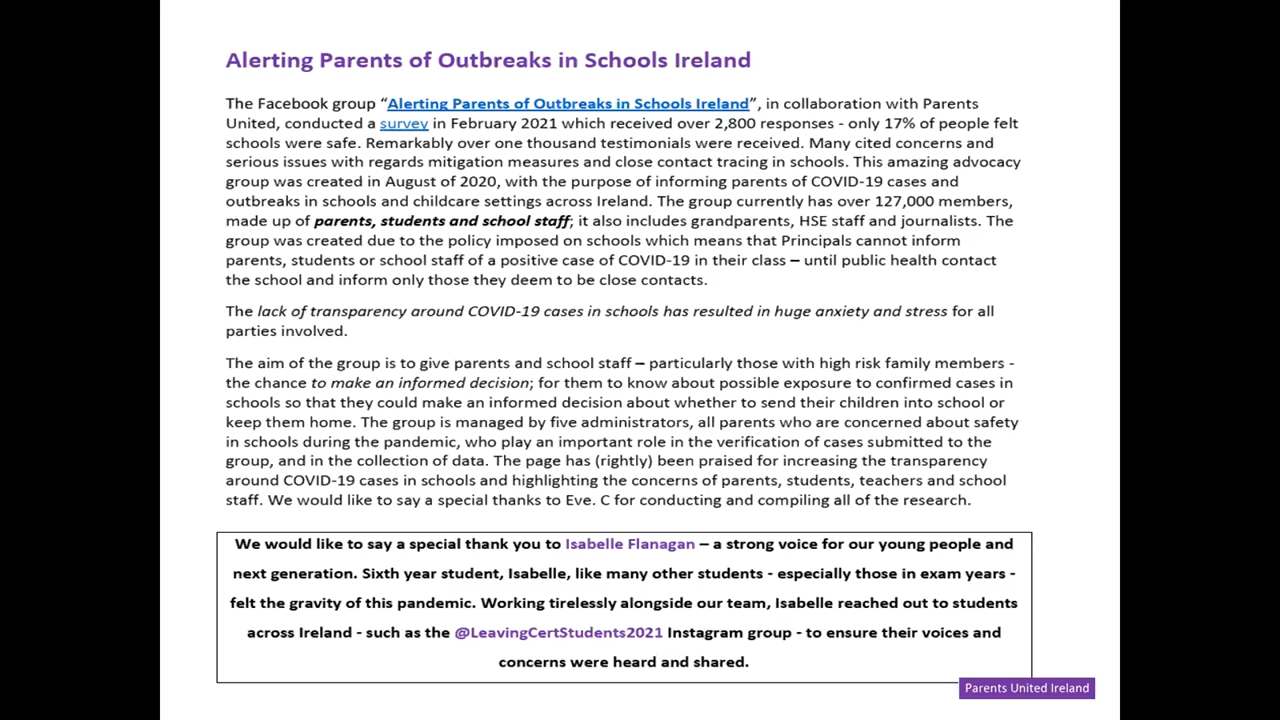 Alerting Parents of Outbreaks in Schools Ireland
The Facebook group “Alerting Parents of Outbreaks in Schools Ireland”, in collaboration with Parents
United, conducted a survey in February 2021 which received over 2,800 responses - only 17% of people felt
schools were safe. Remarkably over one thousand testimonials were received. Many cited concerns and
serious issues with regards mitigation measures and close contact tracing in schools. This amazing advocacy
group was created in August of 2020, with the purpose of informing parents of COVID-19 cases and
outbreaks in schools and childcare settings across Ireland. The group currently has over 127,000 members,
made up of parents, students and school staff; it also includes grandparents, HSE staff and journalists. The
group was created due to the policy imposed on schools which means that Principals cannot inform
parents, students or school staff of a positive case of COVID-19 in their class – until public health contact
the school and inform only those they deem to be close contacts.
The lack of transparency around COVID-19 cases in schools has resulted in huge anxiety and stress for all
parties involved.
The aim of the group is to give parents and school staff – particularly those with high risk family members -
the chance to make an informed decision; for them to know about possible exposure to confirmed cases in
schools so that they could make an informed decision about whether to send their children into school or
keep them home. The group is managed by five administrators, all parents who are concerned about safety
in schools during the pandemic, who play an important role in the verification of cases submitted to the
group, and in the collection of data. The page has (rightly) been praised for increasing the transparency
around COVID-19 cases in schools and highlighting the concerns of parents, students, teachers and school
staff. We would like to say a special thanks to Eve. C for conducting and compiling all of the research.
We would like to say a special thank you to Isabelle Flanagan – a strong voice for our young people and
next generation. Sixth year student, Isabelle, like many other students - especially those in exam years -
felt the gravity of this pandemic. Working tirelessly alongside our team, Isabelle reached out to students
across Ireland - such as the @LeavingCertStudents2021 Instagram group - to ensure their voices and
concerns were heard and shared.
Parents United Ireland